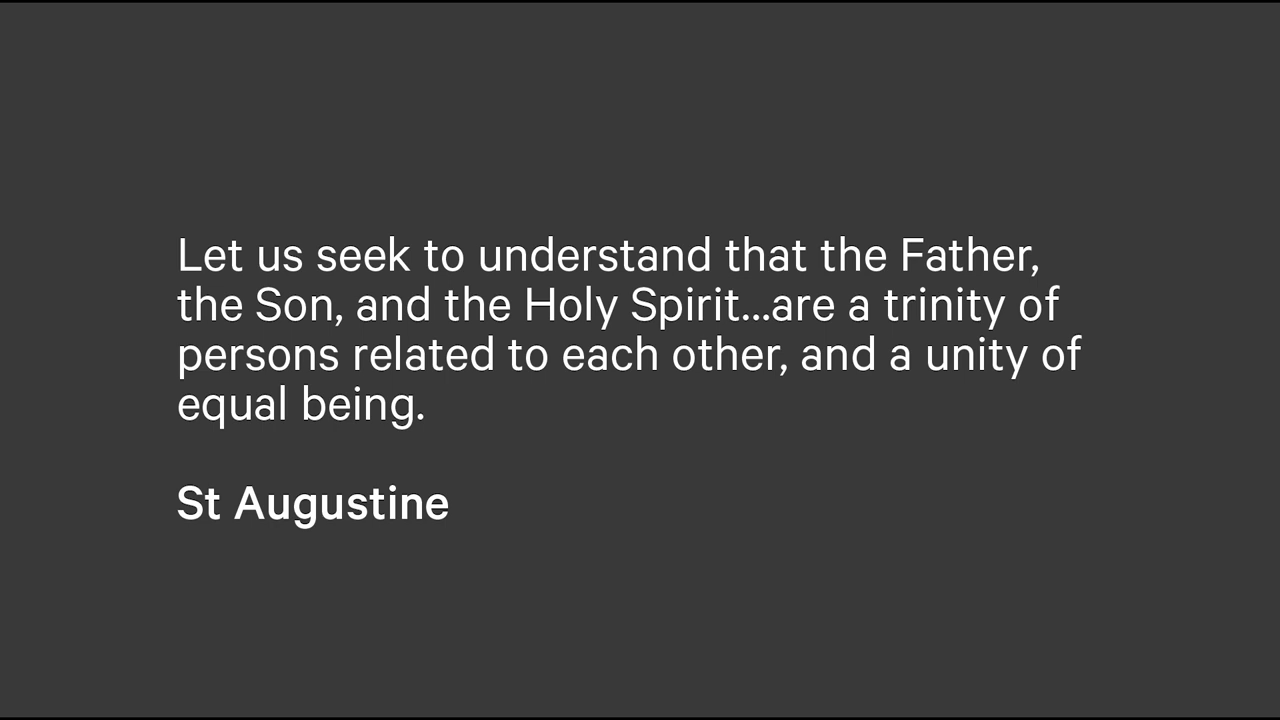 Let us seek to understand that the Father,
the Son, and the Holy Spirit...are a trinity of
persons related to each other, and a unity of
equal being.
St Augustine